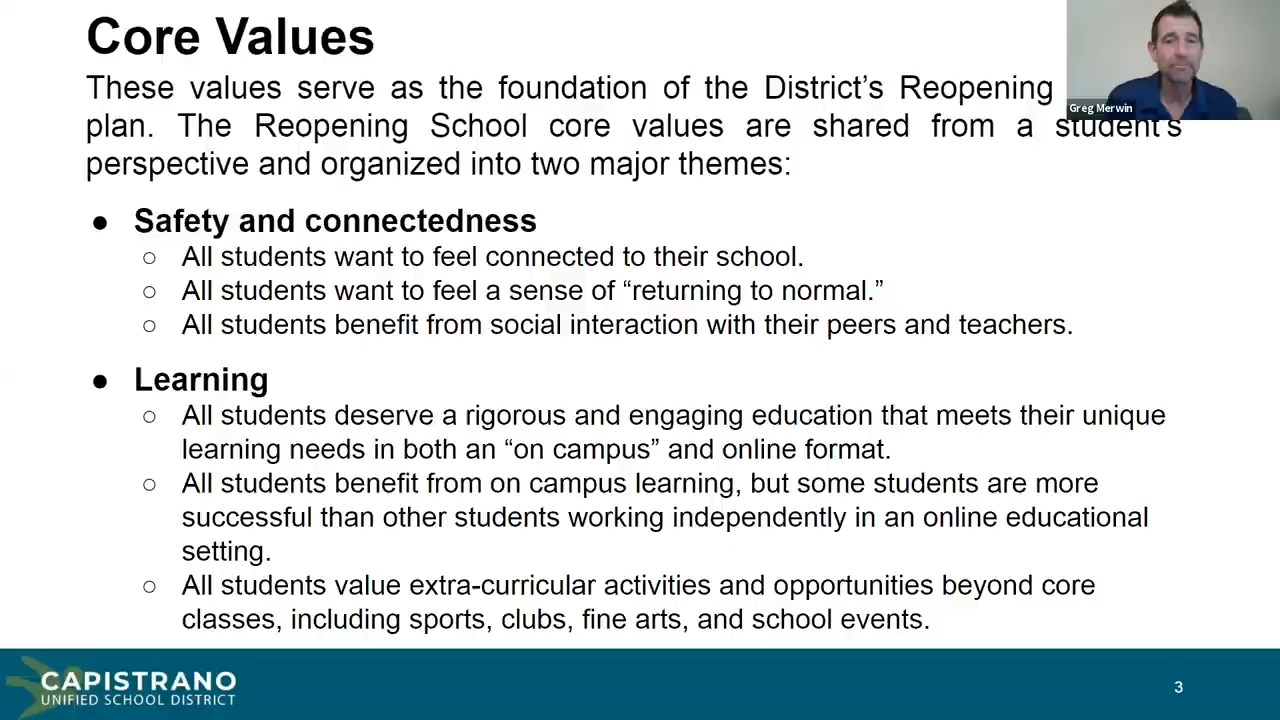 Core Values
These values serve as the foundation of the District's Reopening
Greg Merwin
plan. The Reopening School core values are shared from a student's
perspective and organized into two major themes:
● Safety and connectedness
○ All students want to feel connected to their school.
○ All students want to feel a sense of “returning to normal.”
○ All students benefit from social interaction with their peers and teachers.
● Learning
○ All students deserve a rigorous and engaging education that meets their unique
learning needs in both an “on campus” and online format.
○ All students benefit from on campus learning, but some students are more
successful than other students working independently in an online educational
setting.
○ All students value extra-curricular activities and opportunities beyond core
classes, including sports, clubs, fine arts, and school events.
CAPISTRANO
UNIFIED SCHOOL DISTRICT
3